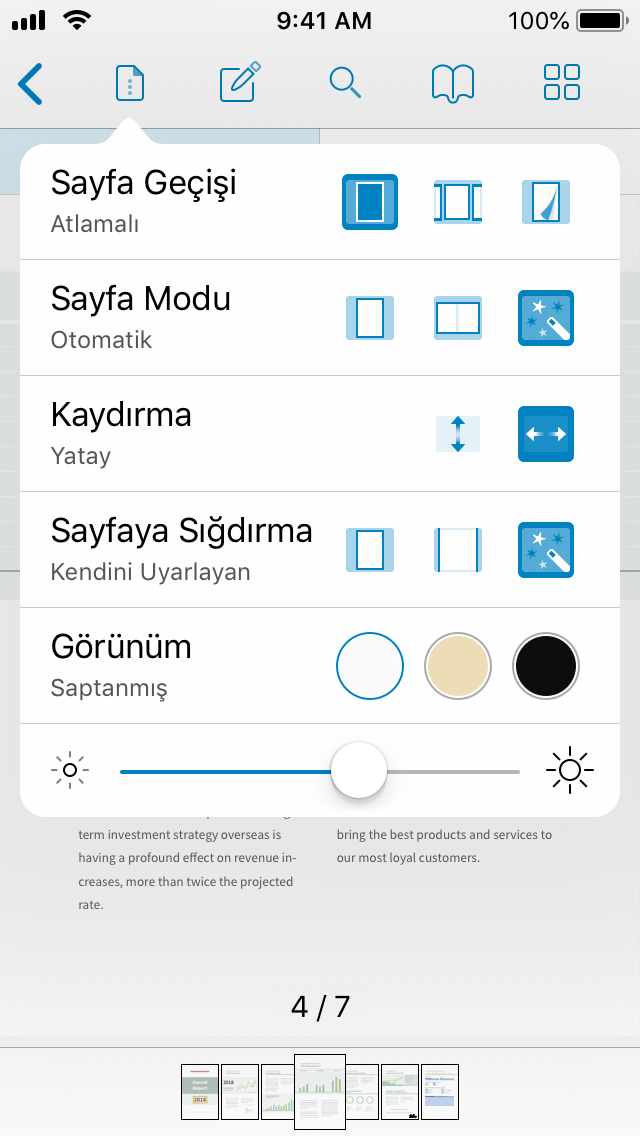 9:41 AM
100%
Sayfa Geçişi
Atlamalı
Sayfa Modu
Otomatik
Kaydırma
Yatay
Sayfaya Sığdırma
Kendini Uyarlayan
Görünüm
Saptanmış
term investment strategy overseas is
having a profound effect on revenue in-
creases, more than twice the projected
rate.
bring the best products and services to
our most loyal customers.
4 / 7
Annual
Report
2018
2018